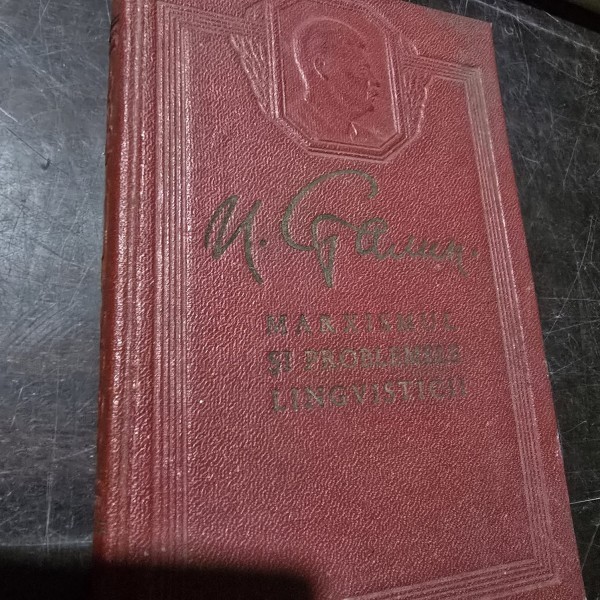 И. Сталин.
MARXISMUL
ȘI PROBLEMELE
LINGVISTICII